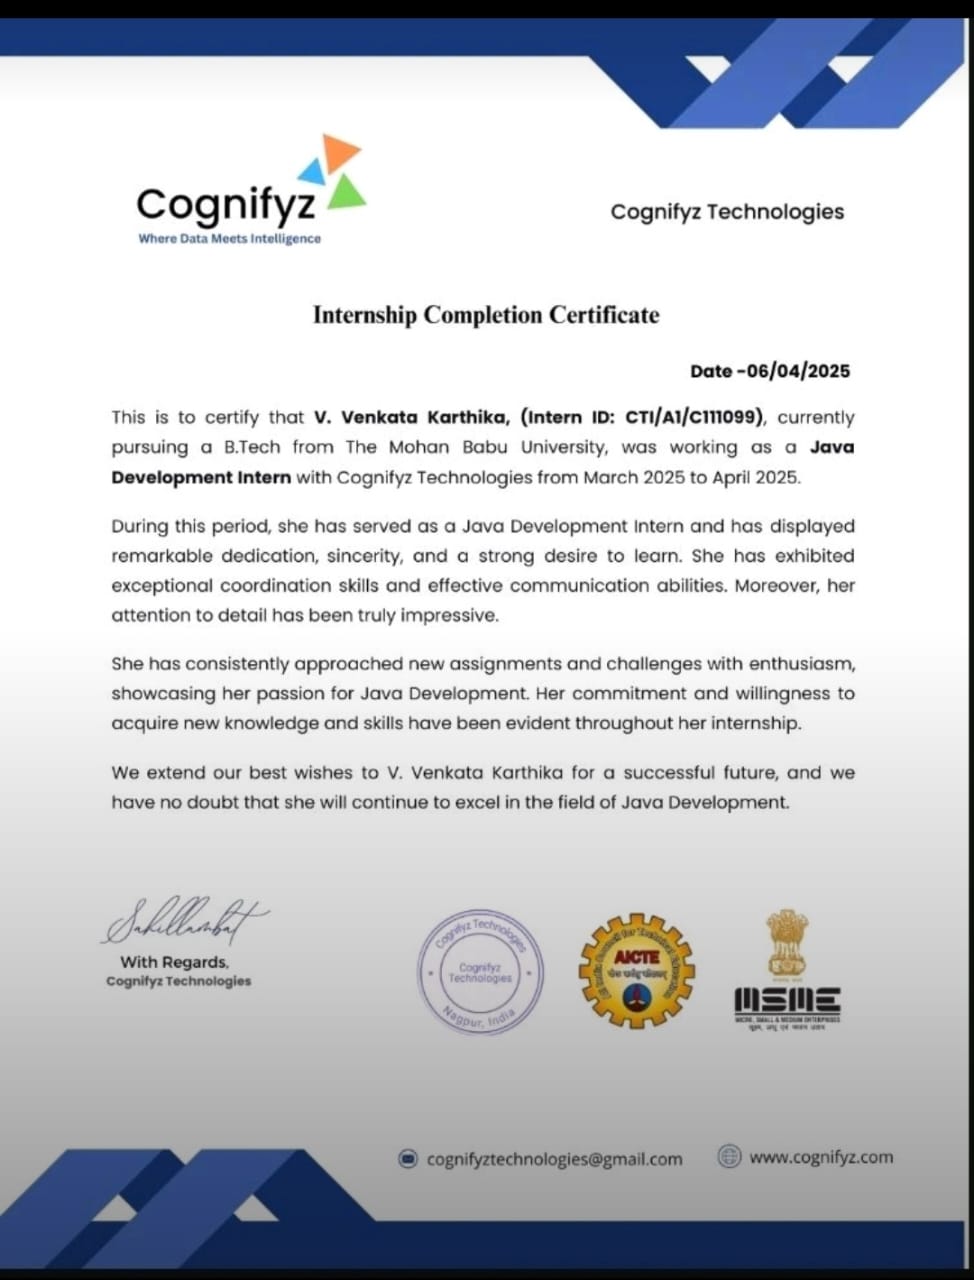 Cognifyz
Where Data Meets Intelligence
Cognifyz Technologies
Internship Completion Certificate
Date -06/04/2025
This is to certify that V. Venkata Karthika, (Intern ID: CTI/A1/C111099), currently
pursuing a B.Tech from The Mohan Babu University, was working as a Java
Development Intern with Cognifyz Technologies from March 2025 to April 2025.
During this period, she has served as a Java Development Intern and has displayed
remarkable dedication, sincerity, and a strong desire to learn. She has exhibited
exceptional coordination skills and effective communication abilities. Moreover, her
attention to detail has been truly impressive.
She has consistently approached new assignments and challenges with enthusiasm,
showcasing her passion for Java Development. Her commitment and willingness to
acquire new knowledge and skills have been evident throughout her internship.
We extend our best wishes to V. Venkata Karthika for a successful future, and we
have no doubt that she will continue to excel in the field of Java Development.
With Regards,
Cognifyz Technologies
Cognifyz Technologies
Cognifyz
Technologies
Nagpur, India
All India Council for Technical Education
AICTE
MSME
MICRO, SMALL & MEDIUM ENTERPRISES
cognifyztechnologies@gmail.com
www.cognifyz.com